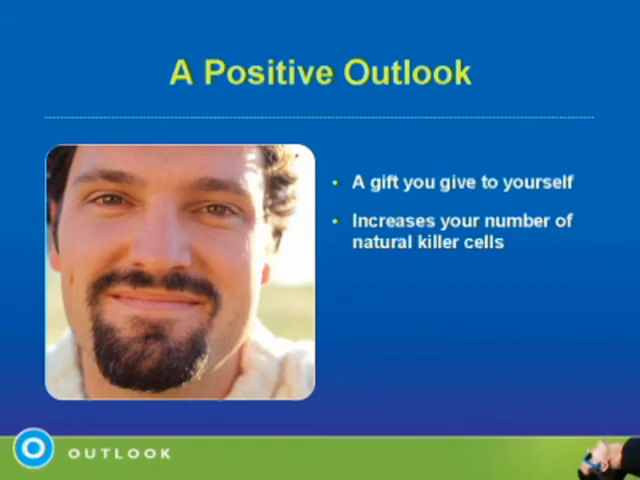 A Positive Outlook
• A gift you give to yourself
• Increases your number of
natural killer cells
O OUTLOOK